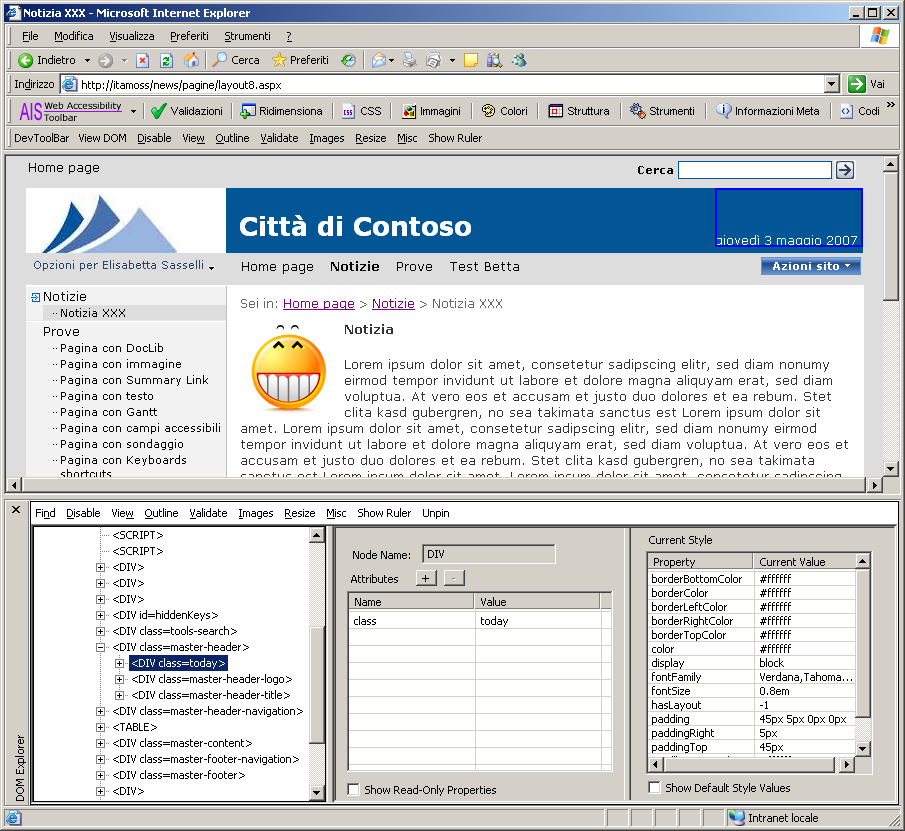 Notizia XXX - Microsoft Internet Explorer
File Modifica Visualizza Preferiti Strumenti ?
Indietro Cerca Preferiti
Indirizzo http://itamoss/news/pagine/layout8.aspx Vai
AIS Web Accessibility Toolbar Validazioni Ridimensiona CSS Immagini Colori Struttura Strumenti Informazioni Meta Codi »
DevToolBar View DOM Disable View Outline Validate Images Resize Misc Show Ruler
Home page Cerca
Città di Contoso
giovedì 3 maggio 2007
Opzioni per Elisabetta Sasselli Home page Notizie Prove Test Betta Azioni sito
Notizie
Notizia XXX
Prove
Pagina con DocLib
Pagina con immagine
Pagina con Summary Link
Pagina con testo
Pagina con Gantt
Pagina con campi accessibili
Pagina con sondaggio
Pagina con Keyboards
shortcuts
Sei in: Home page > Notizie > Notizia XXX
Notizia
Lorem ipsum dolor sit amet, consetetur sadipscing elitr, sed diam nonumy
eirmod tempor invidunt ut labore et dolore magna aliquyam erat, sed diam
voluptua. At vero eos et accusam et justo duo dolores et ea rebum. Stet
clita kasd gubergren, no sea takimata sanctus est Lorem ipsum dolor sit
amet. Lorem ipsum dolor sit amet, consetetur sadipscing elitr, sed diam nonumy
eirmod tempor invidunt ut labore et dolore magna aliquyam erat, sed diam voluptua. At vero eos et
accusam et justo duo dolores et ea rebum. Stet clita kasd gubergren, no sea takimata
sanctus est Lorem ipsum dolor sit amet. Lorem ipsum dolor sit amet, consetetur sadipscing
Find Disable View Outline Validate Images Resize Misc Show Ruler Unpin
DOM Explorer
<SCRIPT>
<SCRIPT>
<DIV>
<DIV>
<DIV>
<DIV id=hiddenKeys>
<DIV class=tools-search>
<DIV class=master-header>
<DIV class=today>
<DIV class=master-header-logo>
<DIV class=master-header-title>
<DIV class=master-header-navigation>
<TABLE>
<DIV class=master-content>
<DIV class=master-footer-navigation>
<DIV class=master-footer>
<DIV>
Node Name: DIV
Attributes + -
Name Value
class today
Show Read-Only Properties
Current Style
Property Current Value
borderBottomColor #ffffff
borderColor #ffffff
borderLeftColor #ffffff
borderRightColor #ffffff
borderTopColor #ffffff
color #ffffff
display block
fontFamily Verdana,Tahoma...
fontSize 0.8em
hasLayout -1
padding 45px 5px 0px 0px
paddingRight 5px
paddingTop 45px
Show Default Style Values
Intranet locale